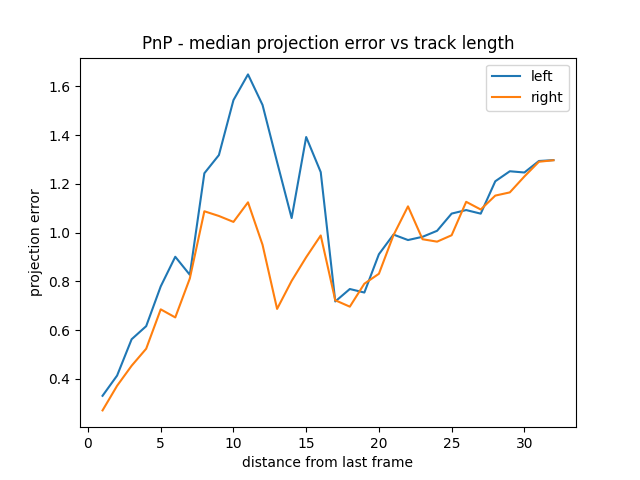 PnP - median projection error vs track length
left
right
1.6
1.4
1.2
1.0
0.8
0.6
0.4
projection error
0
5
10
15
20
25
30
distance from last frame